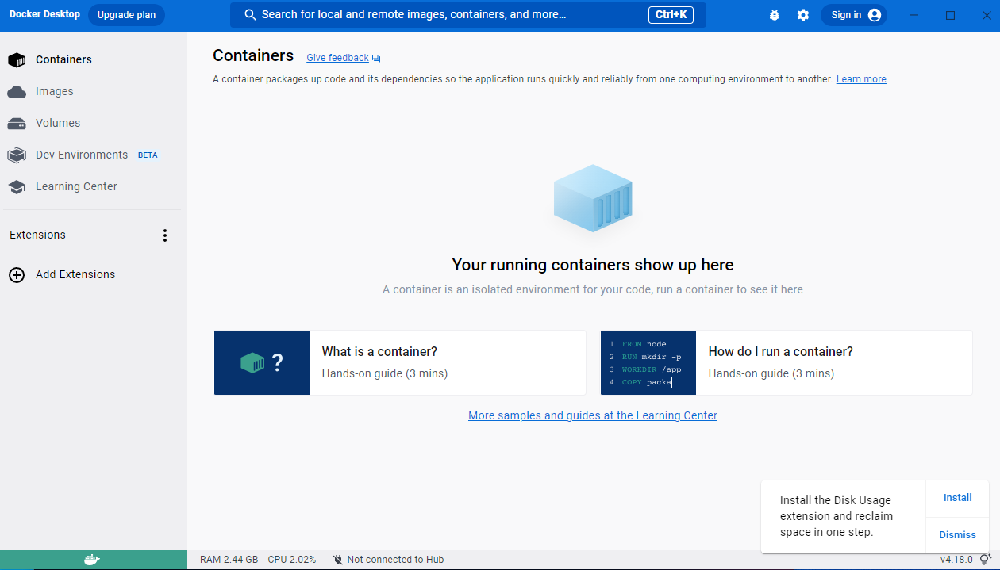 Docker Desktop
Upgrade plan
Search for local and remote images, containers, and more...
Ctrl+K
Sign in
Containers
Images
Volumes
Dev Environments BETA
Learning Center
Extensions
Add Extensions
Containers
Give feedback
A container packages up code and its dependencies so the application runs quickly and reliably from one computing environment to another. Learn more
Your running containers show up here
A container is an isolated environment for your code, run a container to see it here
?
What is a container?
Hands-on guide (3 mins)
1 FROM node
2 RUN mkdir -p
3 WORKDIR /app
4 COPY packa
How do I run a container?
Hands-on guide (3 mins)
More samples and guides at the Learning Center
Install the Disk Usage
extension and reclaim
space in one step.
Install
Dismiss
RAM 2.44 GB CPU 2.02% Not connected to Hub
v4.18.0